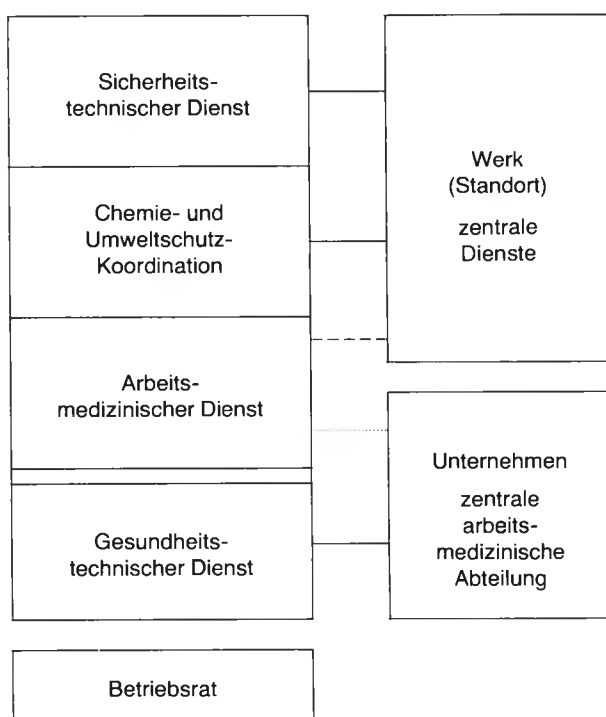 Sicherheits-
technischer Dienst
Chemie- und
Umweltschutz-
Koordination
Arbeits-
medizinischer Dienst
Gesundheits-
technischer Dienst
Betriebsrat
Werk
(Standort)
zentrale
Dienste
Unternehmen
zentrale
arbeits-
medizinische
Abteilung